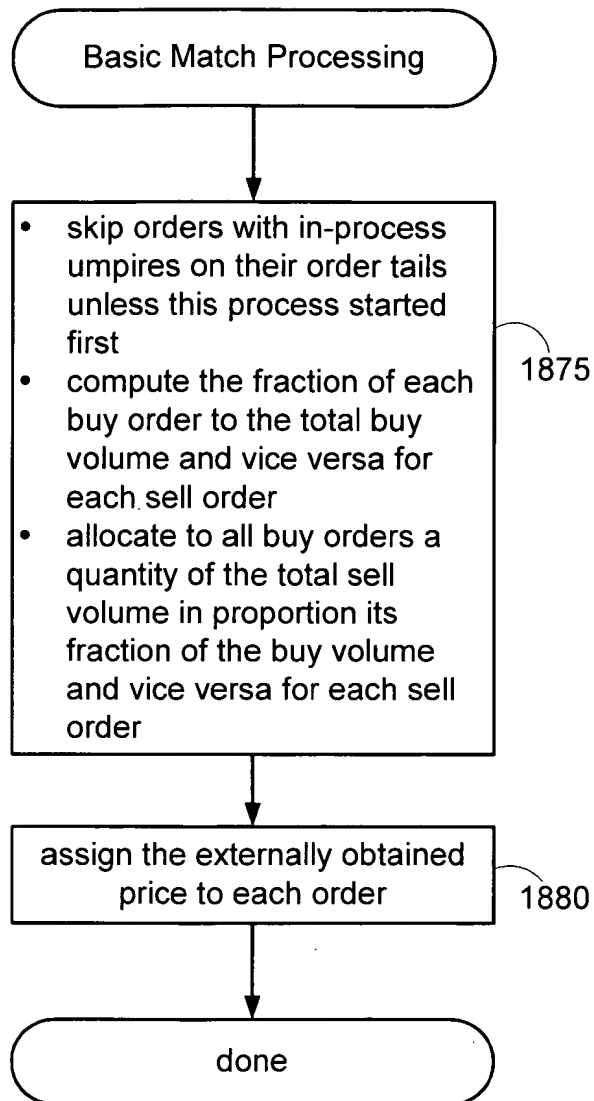 Basic Match Processing
• skip orders with in-process
umpires on their order tails
unless this process started
first
1875
• compute the fraction of each
buy order to the total buy
volume and vice versa for
each sell order
• allocate to all buy orders a
quantity of the total sell
volume in proportion its
fraction of the buy volume
and vice versa for each sell
order
assign the externally obtained
price to each order
1880
done